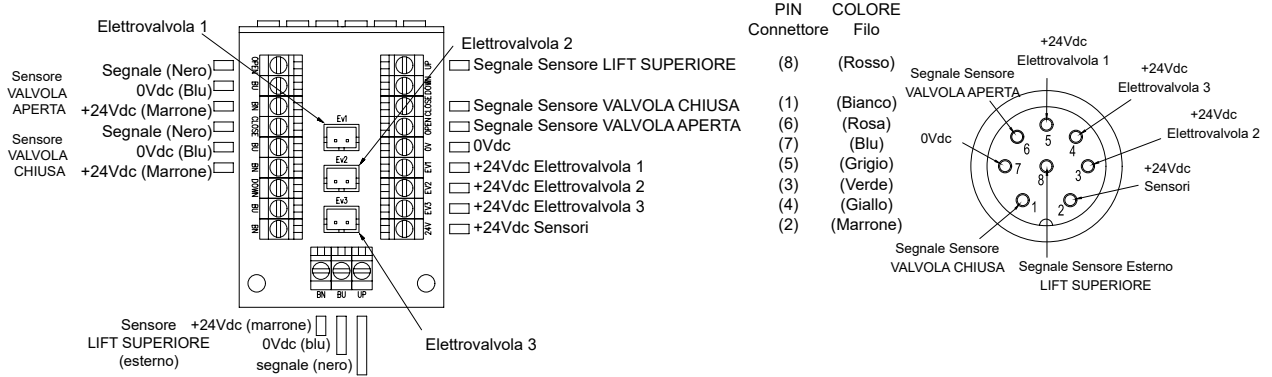 Elettrovalvola 1
Elettrovalvola 2
Sensore
VALVOLA
APERTA
Segnale (Nero)
0Vdc (Blu)
+24Vdc (Marrone)
Sensore
VALVOLA
CHIUSA
Segnale (Nero)
0Vdc (Blu)
+24Vdc (Marrone)
OPEN
BU
BN
CLOSE
BU
BN
DOWN
BU
BN
Ev1
Ev2
Ev3
UP
DOWN
CLOSE
OPEN
0V
EV1
EV2
EV3
24V
BN BU UP
Segnale Sensore LIFT SUPERIORE
Segnale Sensore VALVOLA CHIUSA
Segnale Sensore VALVOLA APERTA
0Vdc
+24Vdc Elettrovalvola 1
+24Vdc Elettrovalvola 2
+24Vdc Elettrovalvola 3
+24Vdc Sensori
Sensore
LIFT SUPERIORE
(esterno)
+24Vdc (marrone)
0Vdc (blu)
segnale (nero)
Elettrovalvola 3
PIN COLORE
Connettore Filo
(8) (Rosso)
(1) (Bianco)
(6) (Rosa)
(7) (Blu)
(5) (Grigio)
(3) (Verde)
(4) (Giallo)
(2) (Marrone)
+24Vdc
Elettrovalvola 1
Segnale Sensore
VALVOLA APERTA
+24Vdc
Elettrovalvola 3
+24Vdc
Elettrovalvola 2
0Vdc
+24Vdc
Sensori
6 5 4
7 8 3
1 2
Segnale Sensore
VALVOLA CHIUSA
Segnale Sensore Esterno
LIFT SUPERIORE